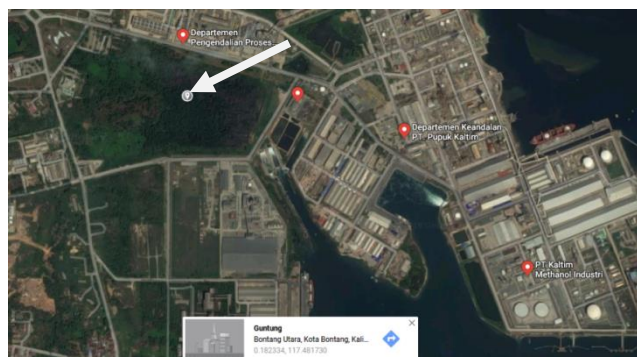 Departemen
Pengendalian Proses...
Departemen Keandalan
PT. Pupuk Kaltim...
PT Kaltim
Methanol Industri
Guntung
Bontang Utara, Kota Bontang, Kali...
0.182334, 117.481730